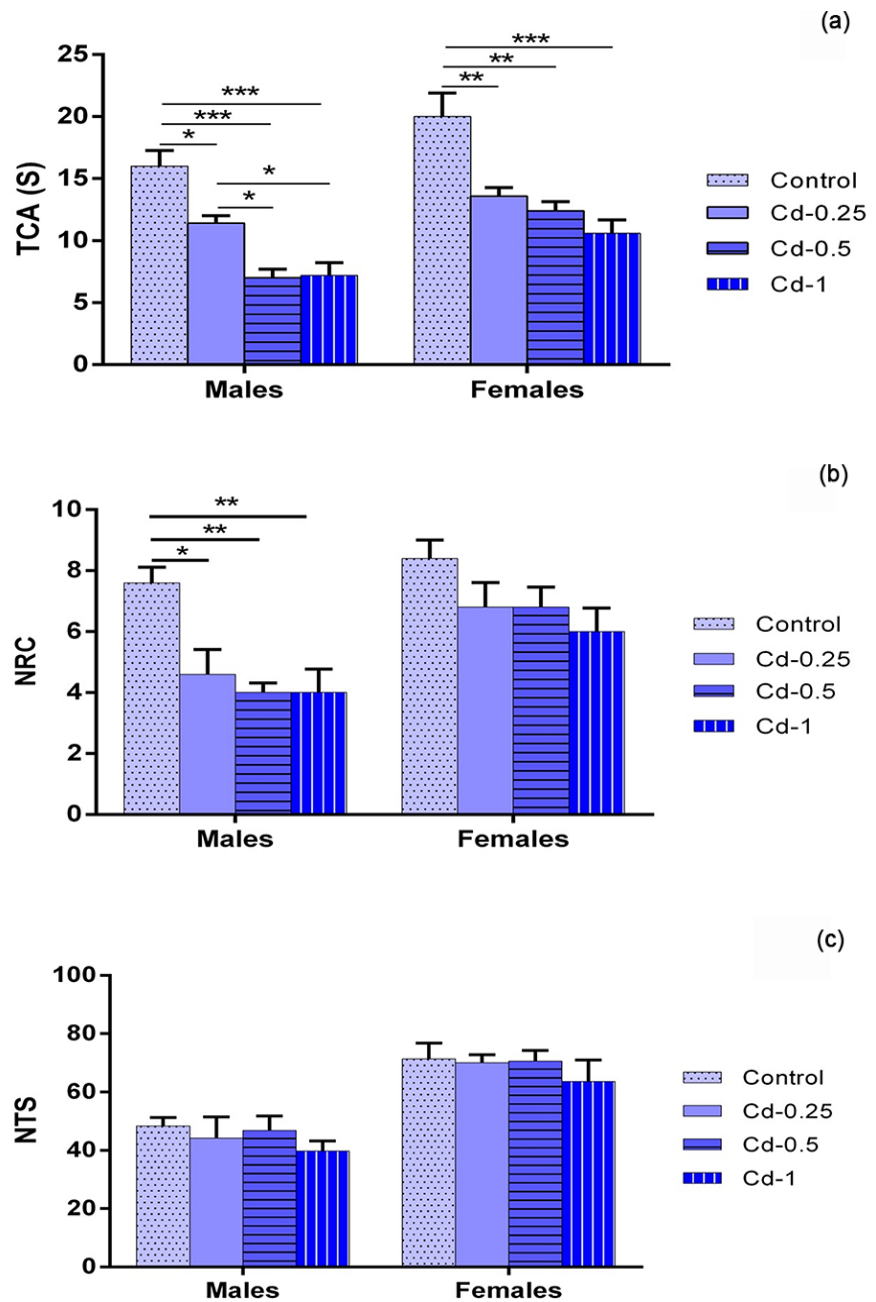 (a)
25
20
15
10
5
0
TCA (S)
***
***
*
*
*
***
**
**
Males
Females
Control
Cd-0.25
Cd-0.5
Cd-1
(b)
10
8
6
4
2
0
NRC
**
**
*
Males
Females
Control
Cd-0.25
Cd-0.5
Cd-1
(c)
100
80
60
40
20
0
NTS
Males
Females
Control
Cd-0.25
Cd-0.5
Cd-1